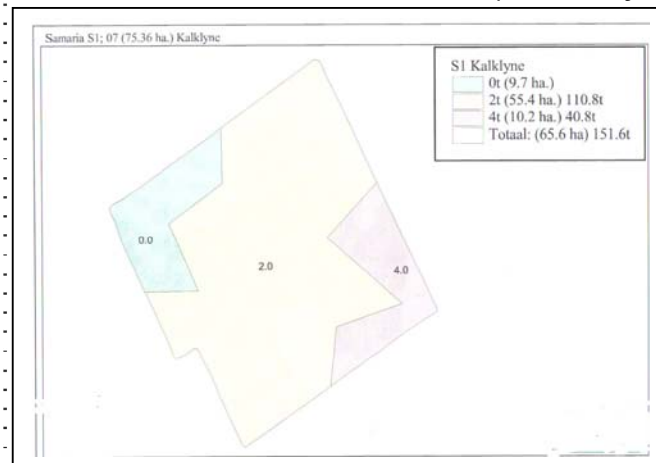 Samaria S1; 07 (75.36 ha.) Kalklyne
S1 Kalklyne
0t (9.7 ha.)
2t (55.4 ha.) 110.8t
4t (10.2 ha.) 40.8t
Totaal: (65.6 ha) 151.6t
0.0
2.0
4.0